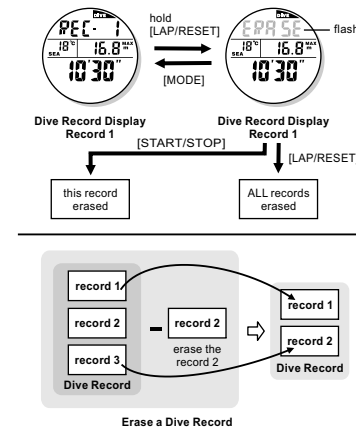 dive
REC- 1
18°C
SEA
16.8 MAX m
10'30"
hold
[LAP/RESET]
[MODE]
dive
ERASE
flash
18°C
SEA
16.8 MAX m
10'30"
Dive Record Display
Record 1
Dive Record Display
Record 1
[START/STOP]
[LAP/RESET]
this record
erased
ALL records
erased
record 1
record 2
record 3
Dive Record
record 2
erase the
record 2
record 1
record 2
Dive Record
Erase a Dive Record